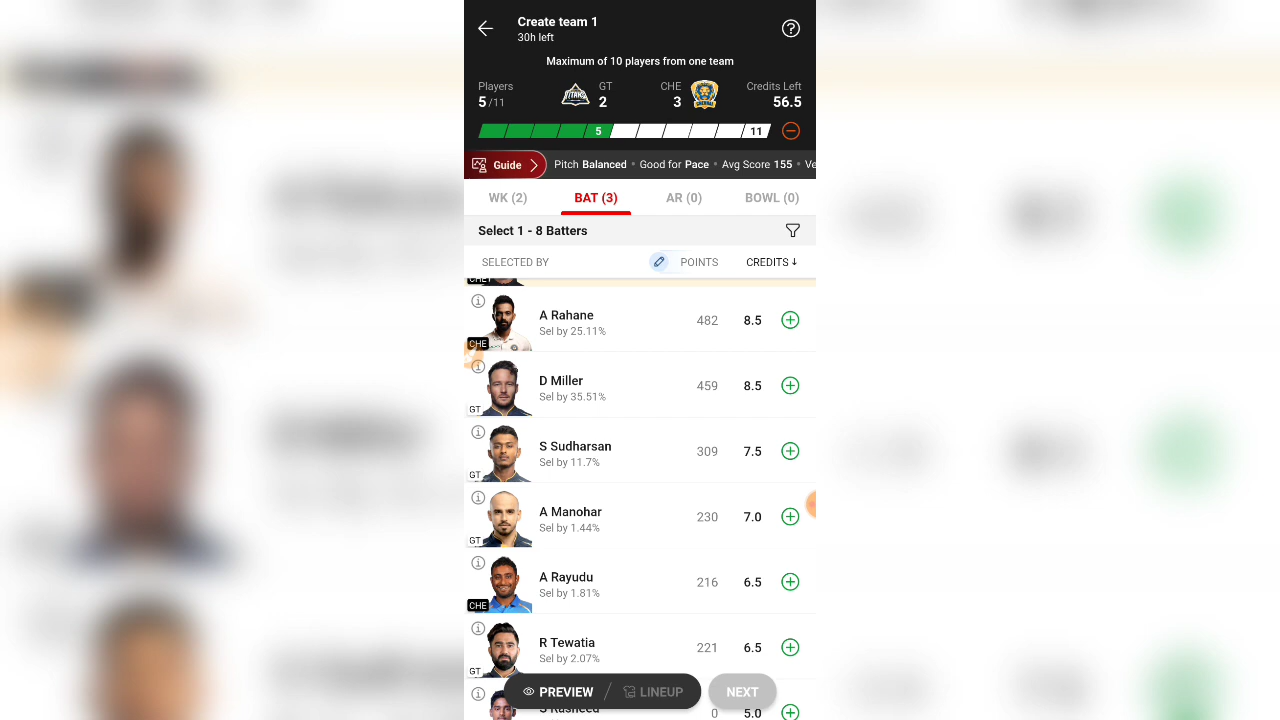 Create team 1
30h left
Maximum of 10 players from one team
Players
5/11
TITANS
GT
2
CHE
3
CHENNAI
Credits Left
56.5
5
11
Guide
Pitch Balanced • Good for Pace • Avg Score 155 • Ve
WK (2)
BAT (3)
AR (0)
BOWL (0)
Select 1 - 8 Batters
SELECTED BY
POINTS
CREDITS↓
CHE
A Rahane
Sel by 25.11%
482
8.5
CHE
D Miller
Sel by 35.51%
459
8.5
GT
S Sudharsan
Sel by 11.7%
309
7.5
GT
A Manohar
Sel by 1.44%
230
7.0
GT
A Rayudu
Sel by 1.81%
216
6.5
CHE
R Tewatia
Sel by 2.07%
221
6.5
GT
S Rasheed
0
5.0
PREVIEW
LINEUP
NEXT